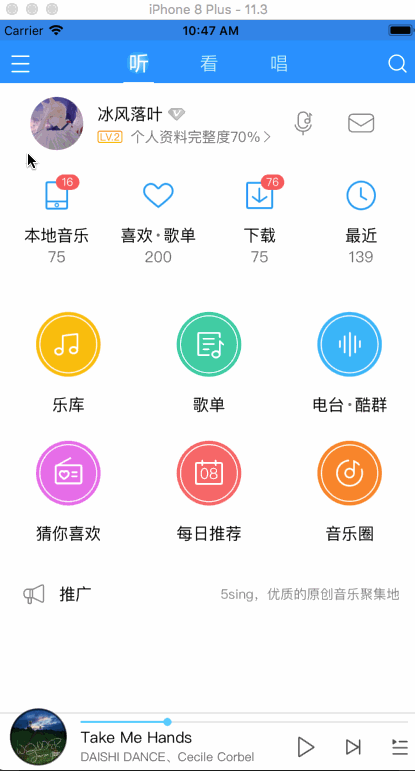 iPhone 8 Plus - 11.3
Carrier 10:47 AM
听 看 唱
冰风落叶
LV.2 个人资料完整度70%
16 76
本地音乐 喜欢·歌单 下载 最近
75 200 75 139
乐库 歌单 电台·酷群
08
猜你喜欢 每日推荐 音乐圈
推广 5sing，优质的原创音乐聚集地
Take Me Hands
DAISHI DANCE、Cecile Corbel